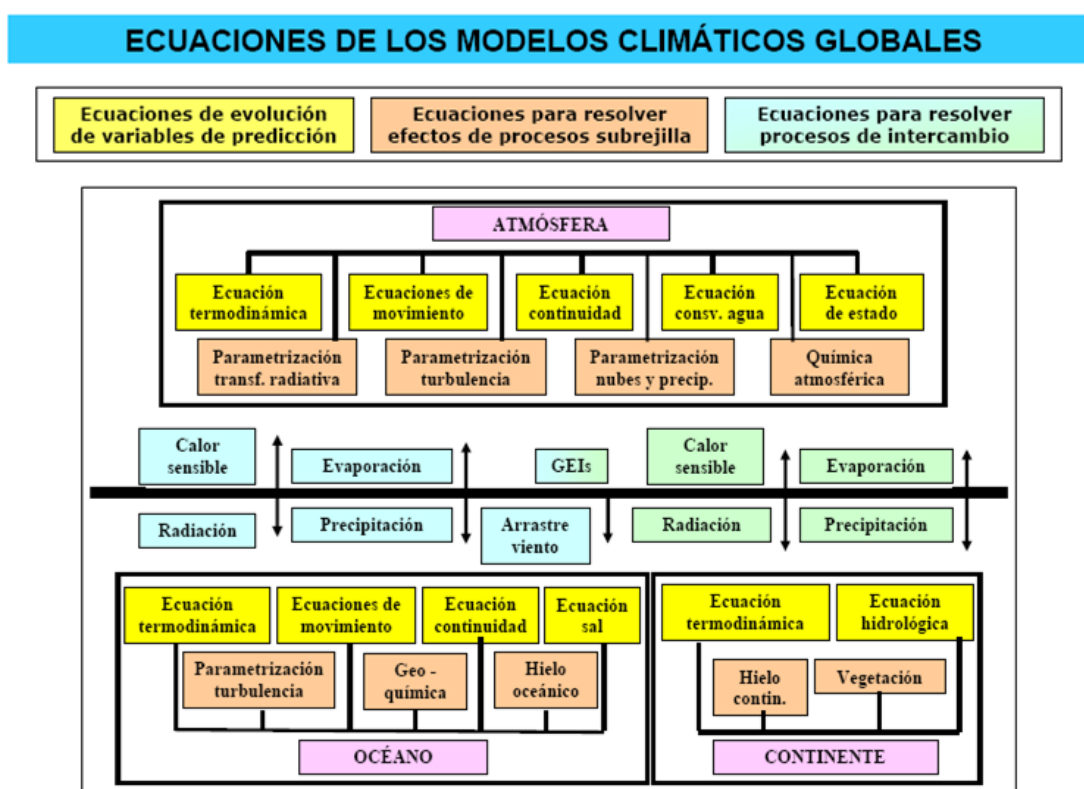 ECUACIONES DE LOS MODELOS CLIMÁTICOS GLOBALES
Ecuaciones de evolución
de variables de predicción
Ecuaciones para resolver
efectos de procesos subrejilla
Ecuaciones para resolver
procesos de intercambio
ATMÓSFERA
Ecuación
termodinámica
Ecuaciones de
movimiento
Ecuación
continuidad
Ecuación
consv. agua
Ecuación
de estado
Parametrización
transf. radiativa
Parametrización
turbulencia
Parametrización
nubes y precip.
Química
atmosférica
Calor
sensible
Evaporación
GEIs
Calor
sensible
Evaporación
Radiación
Precipitación
Arrastre
viento
Radiación
Precipitación
Ecuación
termodinámica
Ecuaciones de
movimiento
Ecuación
continuidad
Ecuación
sal
Parametrización
turbulencia
Geo -
química
Hielo
oceánico
OCÉANO
Ecuación
termodinámica
Ecuación
hidrológica
Hielo
contin.
Vegetación
CONTINENTE